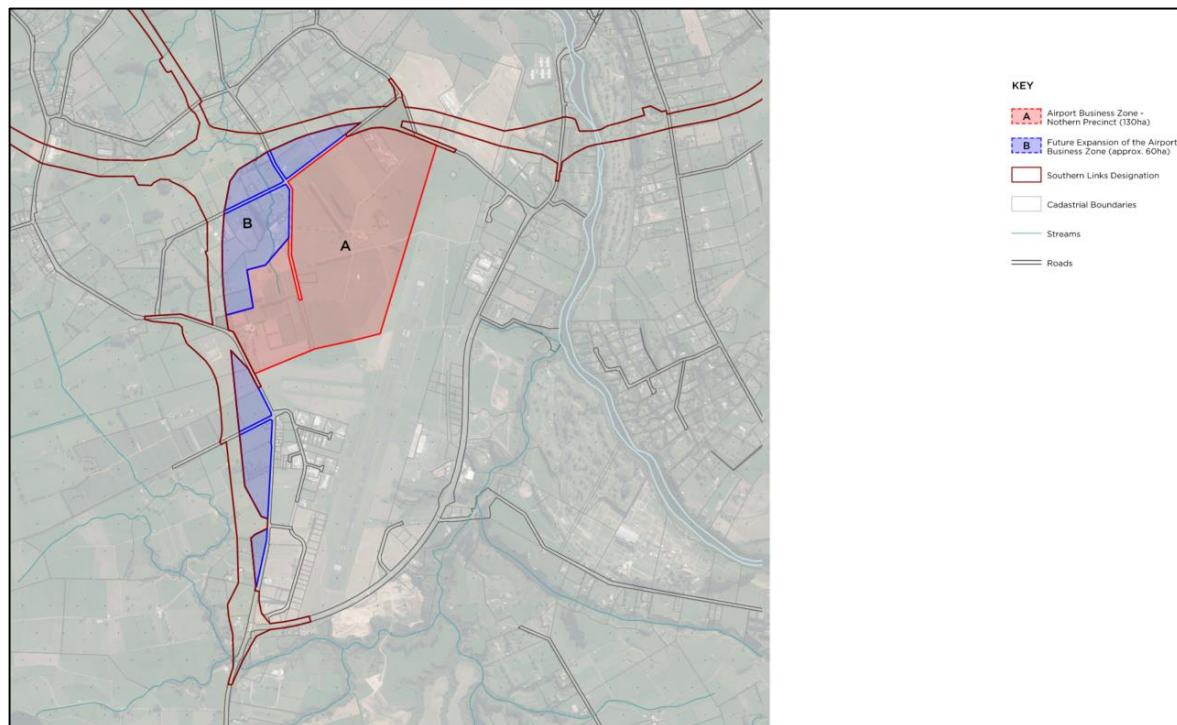 KEY
A
Airport Business Zone -
Nothern Precinct (130ha)
B
Future Expansion of the Airport
Business Zone (approx. 60ha)
Southern Links Designation
Cadastrial Boundaries
Streams
Roads
B
A